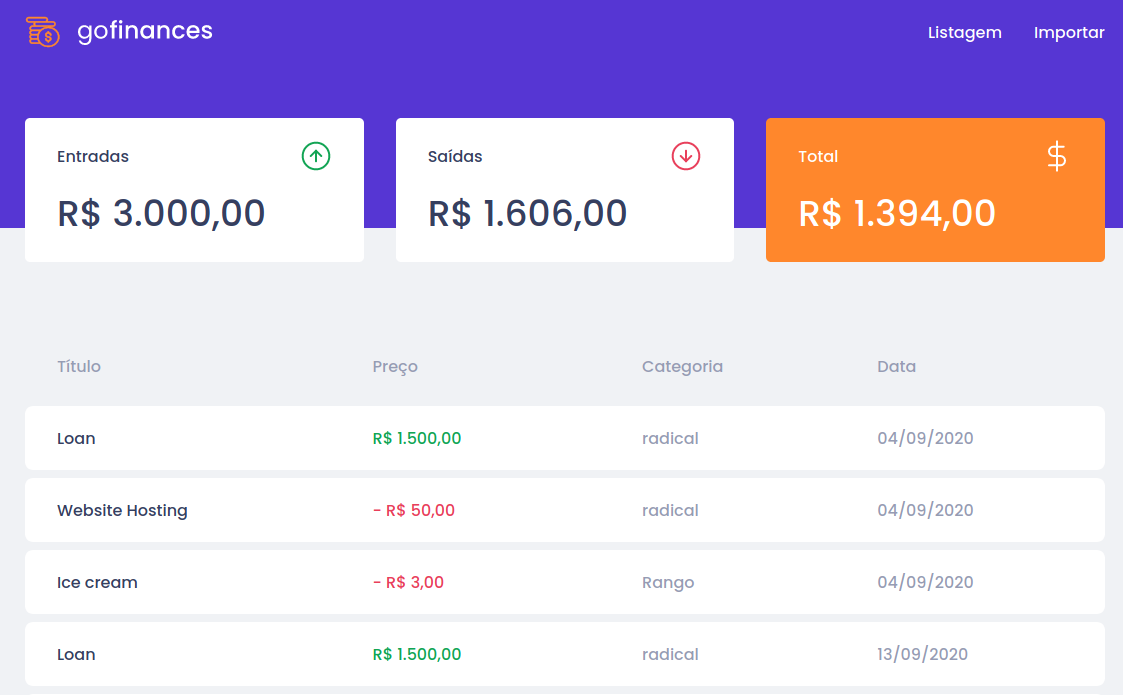 gofinances Listagem Importar
Entradas Saídas Total
R$ 3.000,00 R$ 1.606,00 R$ 1.394,00
Título Preço Categoria Data
Loan R$ 1.500,00 radical 04/09/2020
Website Hosting - R$ 50,00 radical 04/09/2020
Ice cream - R$ 3,00 Rango 04/09/2020
Loan R$ 1.500,00 radical 13/09/2020